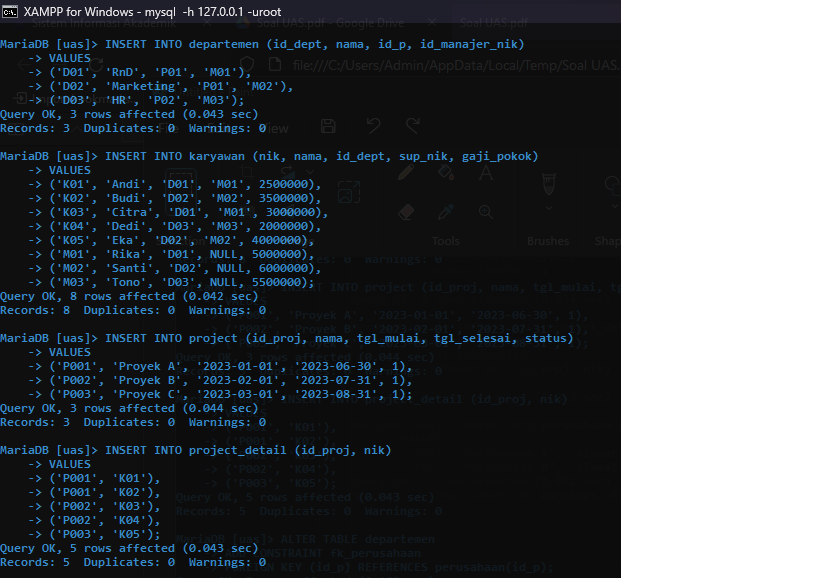 XAMPP for Windows - mysql -h 127.0.0.1 -uroot
MariaDB [uas]> INSERT INTO departemen (id_dept, nama, id_p, id_manajer_nik)
    -> VALUES
    -> ('D01', 'RnD', 'P01', 'M01'),
    -> ('D02', 'Marketing', 'P01', 'M02'),
    -> ('D03', 'HR', 'P02', 'M03');
Query OK, 3 rows affected (0.043 sec)
Records: 3  Duplicates: 0  Warnings: 0
MariaDB [uas]> INSERT INTO karyawan (nik, nama, id_dept, sup_nik, gaji_pokok)
    -> VALUES
    -> ('K01', 'Andi', 'D01', 'M01', 2500000),
    -> ('K02', 'Budi', 'D02', 'M02', 3500000),
    -> ('K03', 'Citra', 'D01', 'M01', 3000000),
    -> ('K04', 'Dedi', 'D03', 'M03', 2000000),
    -> ('K05', 'Eka', 'D02', 'M02', 4000000),
    -> ('M01', 'Rika', 'D01', NULL, 5000000),
    -> ('M02', 'Santi', 'D02', NULL, 6000000),
    -> ('M03', 'Tono', 'D03', NULL, 5500000);
Query OK, 8 rows affected (0.042 sec)
Records: 8  Duplicates: 0  Warnings: 0
MariaDB [uas]> INSERT INTO project (id_proj, nama, tgl_mulai, tgl_selesai, status)
    -> VALUES
    -> ('P001', 'Proyek A', '2023-01-01', '2023-06-30', 1),
    -> ('P002', 'Proyek B', '2023-02-01', '2023-07-31', 1),
    -> ('P003', 'Proyek C', '2023-03-01', '2023-08-31', 1);
Query OK, 3 rows affected (0.044 sec)
Records: 3  Duplicates: 0  Warnings: 0
MariaDB [uas]> INSERT INTO project_detail (id_proj, nik)
    -> VALUES
    -> ('P001', 'K01'),
    -> ('P001', 'K02'),
    -> ('P002', 'K03'),
    -> ('P002', 'K04'),
    -> ('P003', 'K05');
Query OK, 5 rows affected (0.043 sec)
Records: 5  Duplicates: 0  Warnings: 0